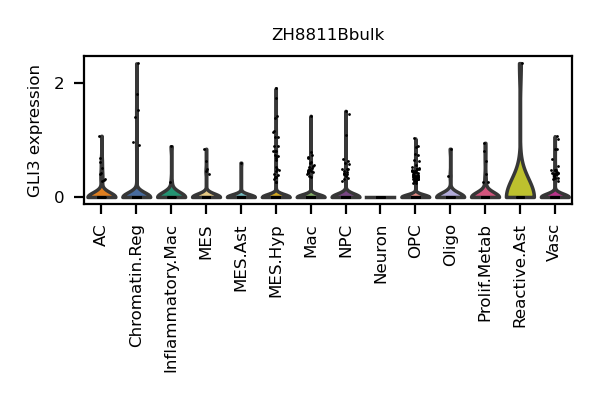 ZH8811Bbulk
GLI3 expression
2
0
AC
Chromatin.Reg
Inflammatory.Mac
MES
MES.Ast
MES.Hyp
Mac
NPC
Neuron
OPC
Oligo
Prolif.Metab
Reactive.Ast
Vasc